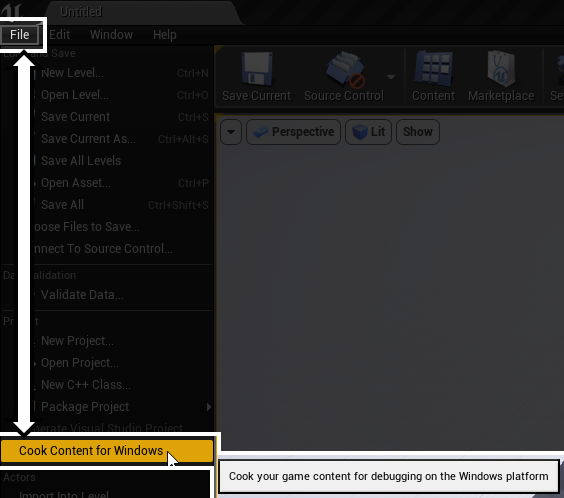 Untitled
File Edit Window Help
Load and Save
New Level... Ctrl+N
Open Level... Ctrl+O
Save Current Ctrl+S
Save Current As... Ctrl+Alt+S
Save All Levels
Open Asset... Ctrl+P
Save All Ctrl+Shift+S
oose Files to Save...
nnect To Source Control...
Da alidation
Validate Data...
Pr t
New Project...
Open Project...
New C++ Class...
Package Project
erate Visual Studio Project
Cook Content for Windows
Actors
Import Into Level
Save Current Source Control Content Marketplace Se
Perspective Lit Show
Cook your game content for debugging on the Windows platform